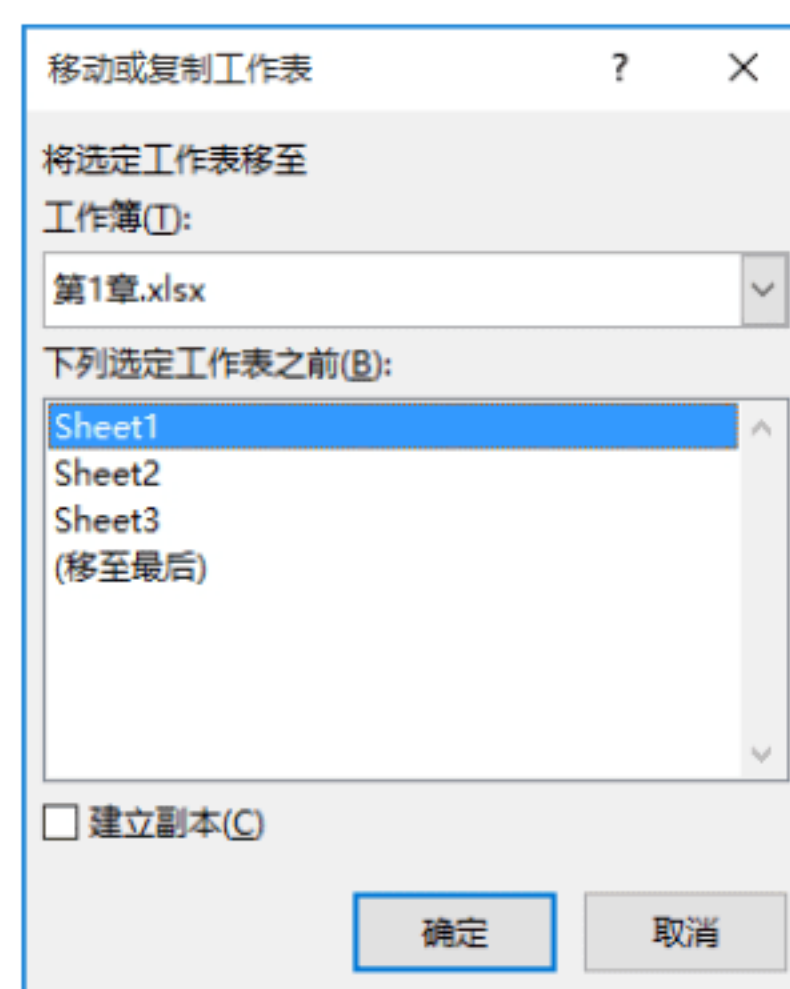 移动或复制工作表 ?
将选定工作表移至
工作簿(T):
第1章.xlsx
下列选定工作表之前(B):
Sheet1
Sheet2
Sheet3
(移至最后)
建立副本(C)
确定 取消